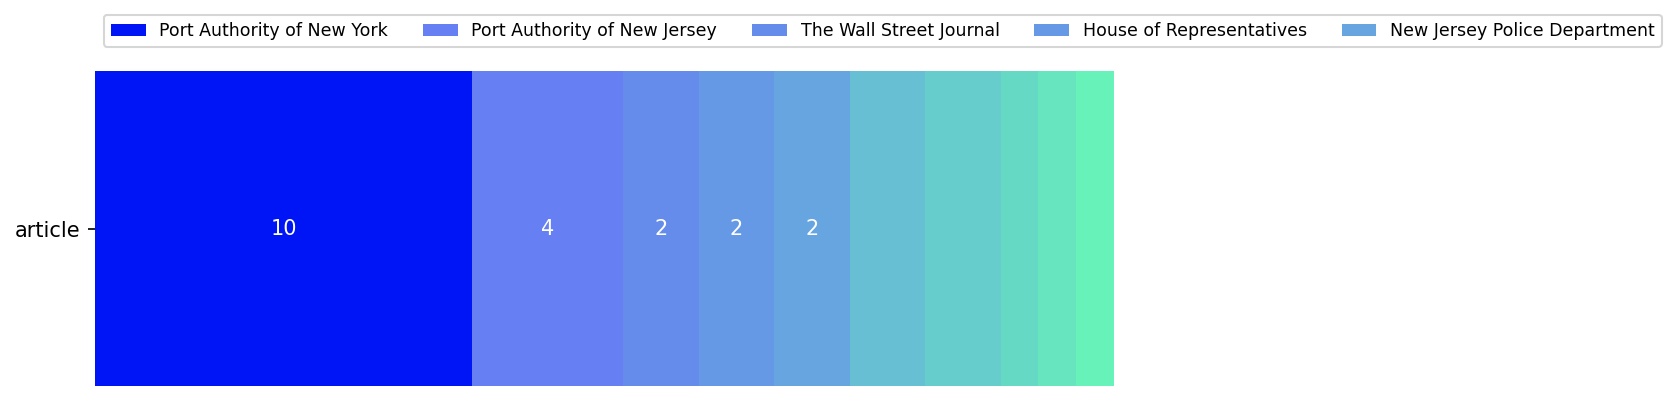 Port Authority of New York Port Authority of New Jersey The Wall Street Journal House of Representatives New Jersey Police Department
article 10 4 2 2 2